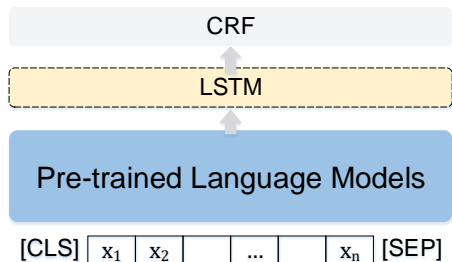 CRF
LSTM
Pre-trained Language Models
[CLS] x₁ x₂ ... xₙ [SEP]